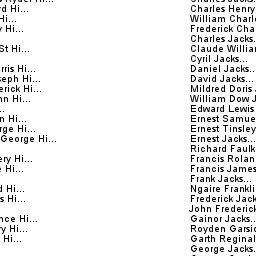 rd Hi...
Hi...
y Hi...
St Hi...
rris Hi...
seph Hi...
erick Hi...
hn Hi...
...
n Hi...
rge Hi...
George Hi...
ery Hi...
e Hi...
d Hi...
s Hi...
nce Hi...
ry Hi...
Hi...
Charles Henry
William Charl
Frederick Cha
Charles Jacks.
Claude Willia
Cyril Jacks...
Daniel Jacks..
David Jacks...
Mildred Doris
William Dow J
Edward Lewis
Ernest Samue
Ernest Tinsley
Ernest Jacks...
Richard Faulk
Francis Rolan
Francis James
Frank Jacks...
Ngaire Frankli
Frederick Jack
John Frederick
Gainor Jacks..
Royden Garsid
Garth Reginal
George Jacks.